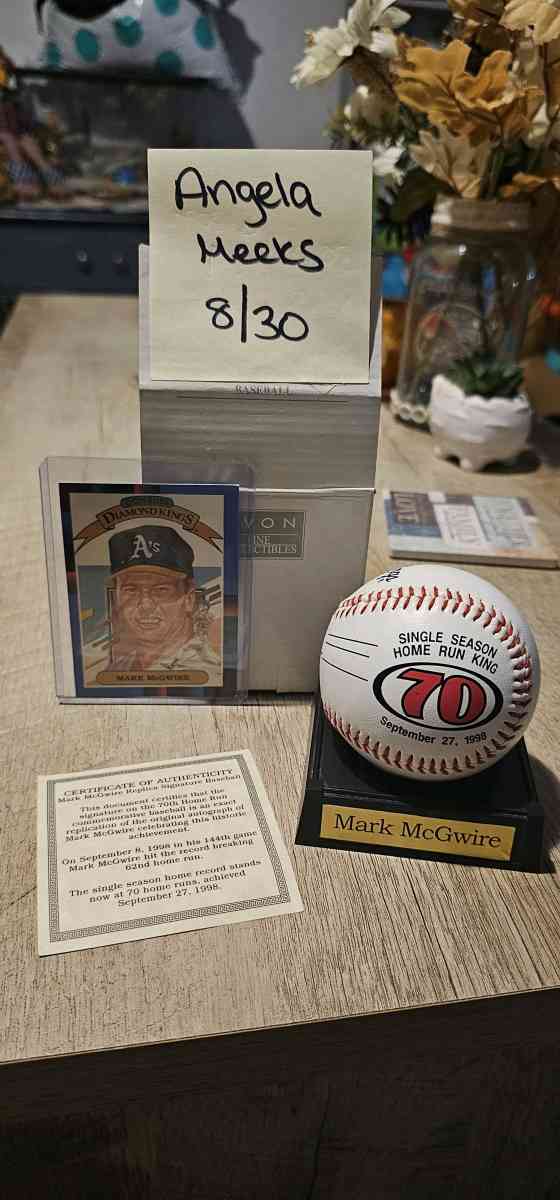 Angela
Meeks
8/30
BASEBALL
VON
INE
LECTIBLES
DIAMOND KINGS
A's
MARK McGWIRE
SINGLE SEASON
HOME RUN KING
70
September 27, 1998
Mark McGwire
CERTIFICATE OF AUTHENTICITY
Mark McGwire Replica Signature Baseball
This document certifies that the
signature on the 70th Home Run
commemorative baseball is an exact
replication of the original autograph of
Mark McGwire celebrating this historic
achievement.
On September 8, 1998 in his 144th game
Mark McGwire hit the record breaking
62nd home run.
The single season home record stands
now at 70 home runs, achieved
September 27, 1998.